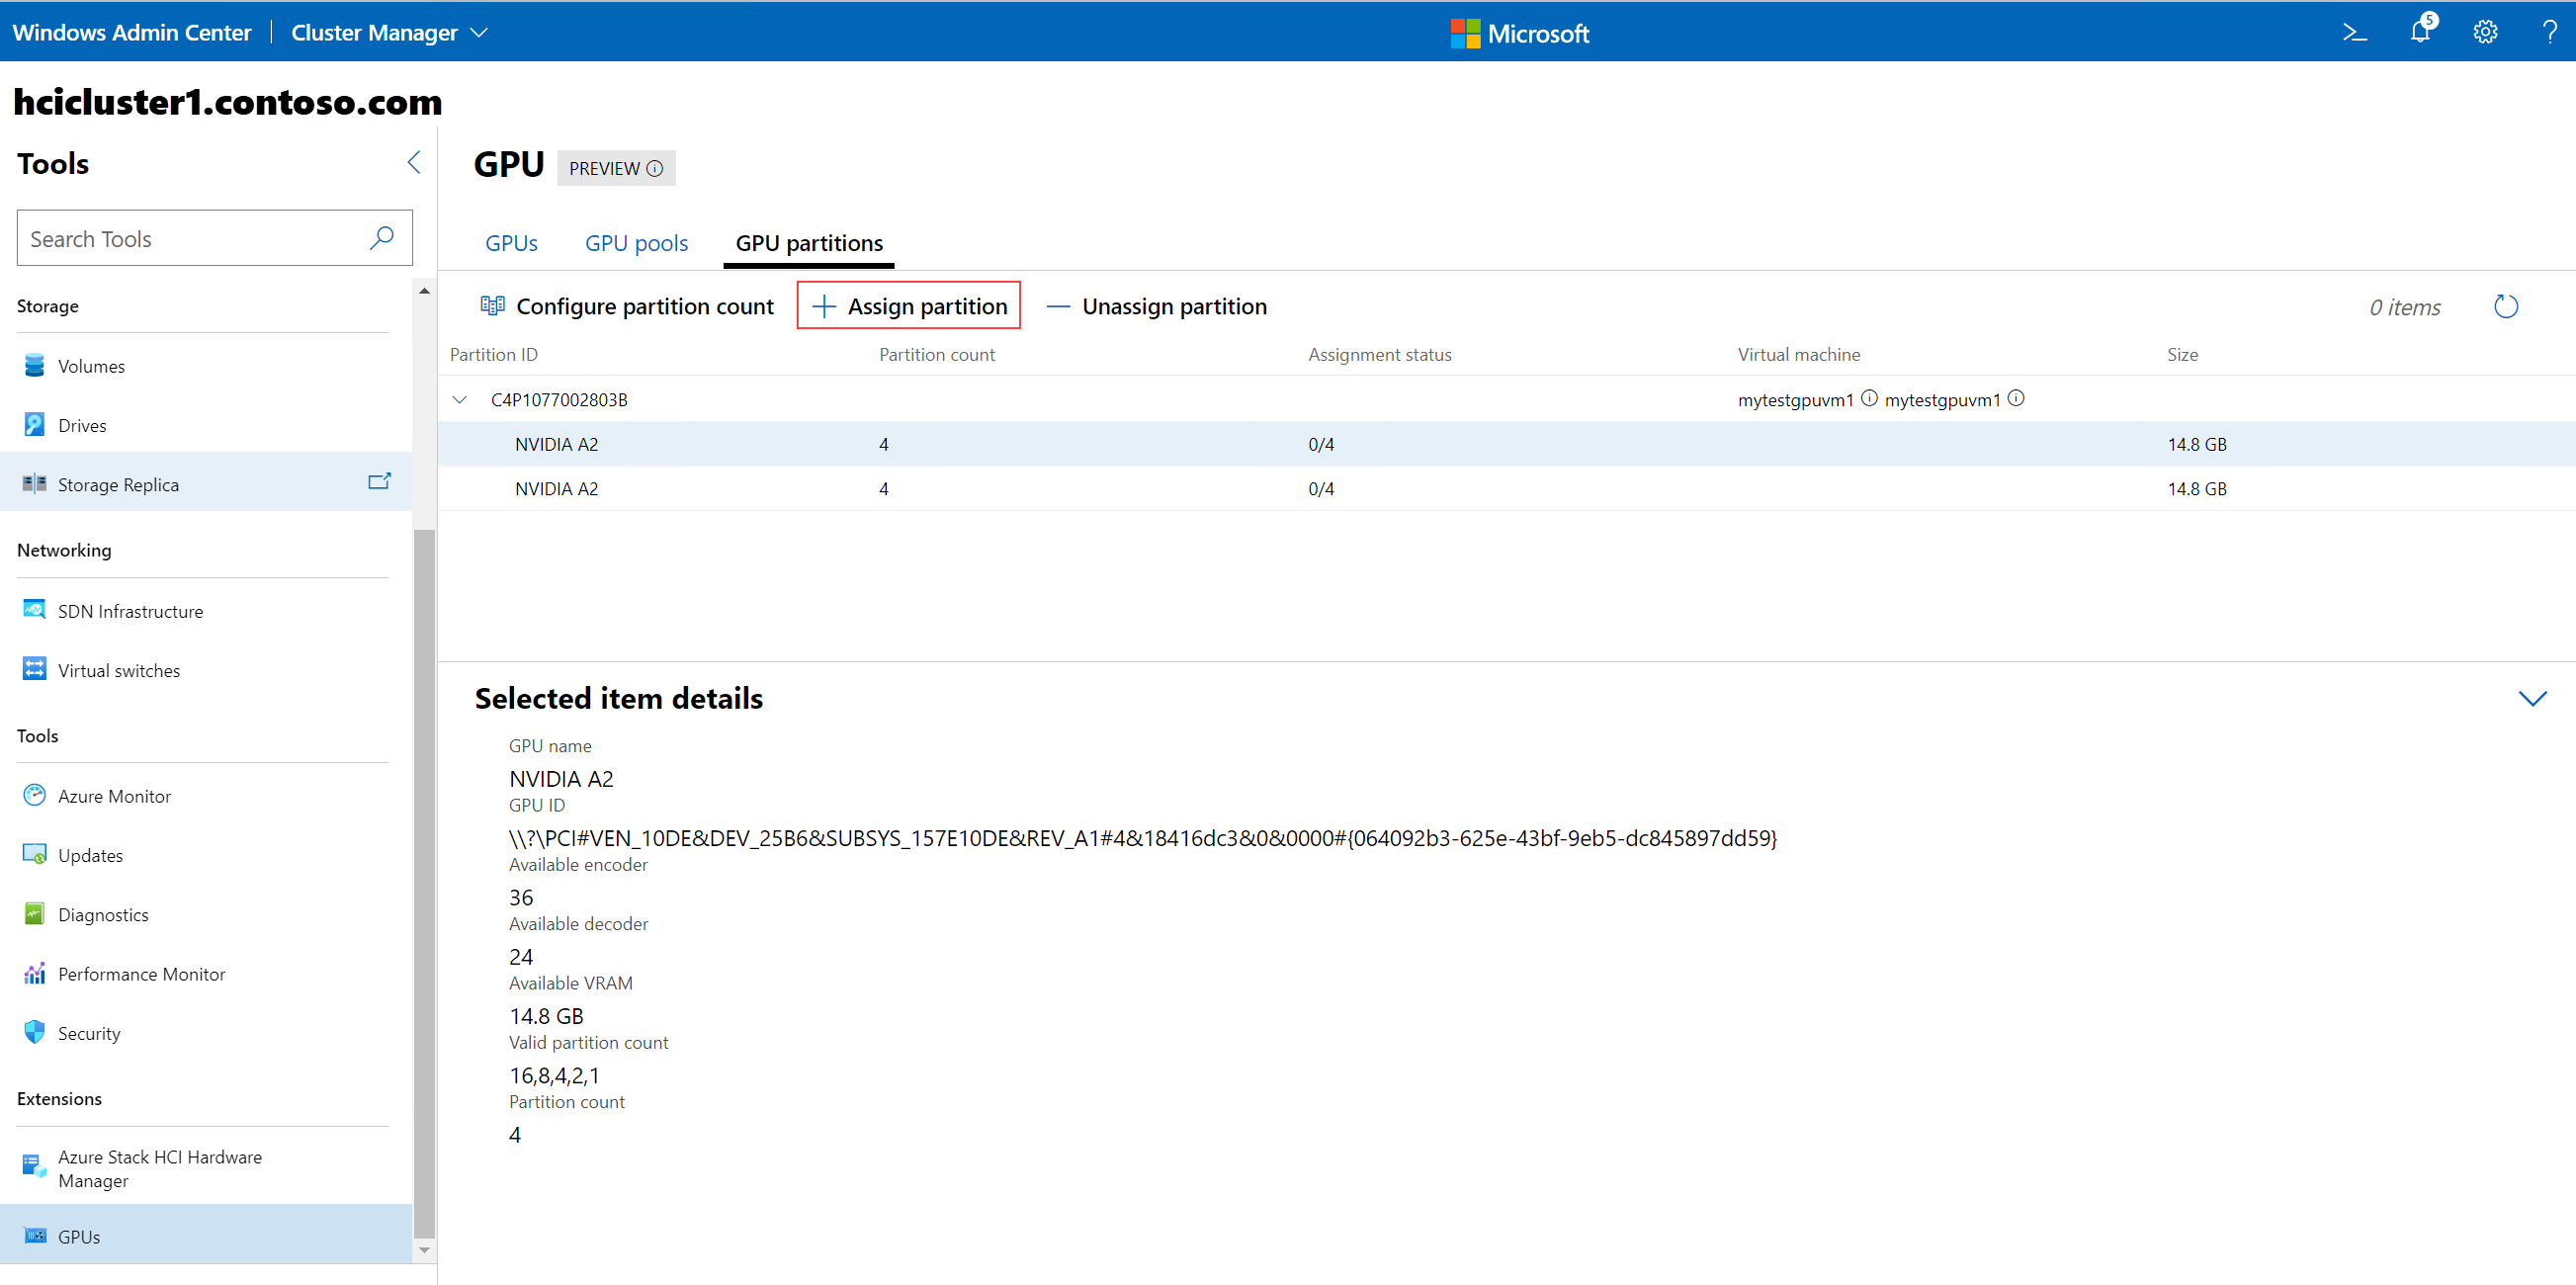 Windows Admin Center
Cluster Manager
Microsoft
5
hcicluster1.contoso.com
Tools
Search Tools
Storage
Volumes
Drives
Storage Replica
Networking
SDN Infrastructure
Virtual switches
Tools
Azure Monitor
Updates
Diagnostics
Performance Monitor
Security
Extensions
Azure Stack HCI Hardware
Manager
GPUs
GPU PREVIEW
GPUs GPU pools GPU partitions
Configure partition count Assign partition Unassign partition 0 items
Partition ID Partition count Assignment status Virtual machine Size
C4P1077002803B mytestgpuvm1 mytestgpuvm1
NVIDIA A2 4 0/4 14.8 GB
NVIDIA A2 4 0/4 14.8 GB
Selected item details
GPU name
NVIDIA A2
GPU ID
\\?\PCI#VEN_10DE&DEV_25B6&SUBSYS_157E10DE&REV_A1#4&18416dc3&0&0000#{064092b3-625e-43bf-9eb5-dc845897dd59}
Available encoder
36
Available decoder
24
Available VRAM
14.8 GB
Valid partition count
16,8,4,2,1
Partition count
4